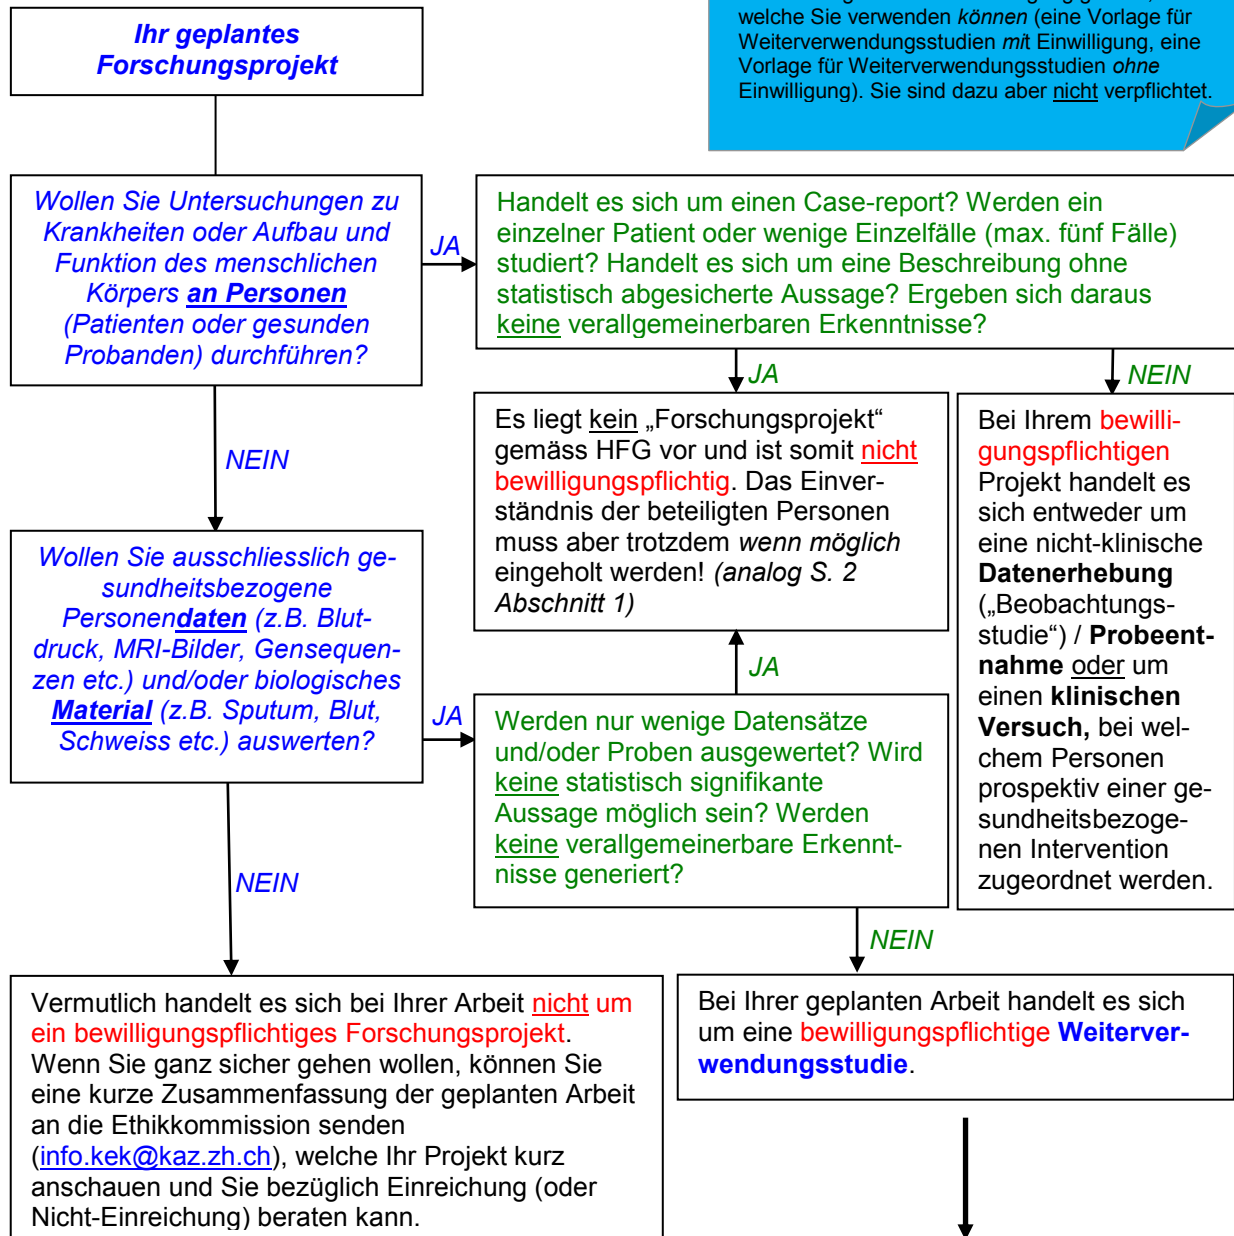 Ihr geplantes
Forschungsprojekt
welche Sie verwenden können (eine Vorlage für
Weiterverwendungsstudien mit Einwilligung, eine
Vorlage für Weiterverwendungsstudien ohne
Einwilligung). Sie sind dazu aber nicht verpflichtet.
Wollen Sie Untersuchungen zu
Krankheiten oder Aufbau und
Funktion des menschlichen
Körpers an Personen
(Patienten oder gesunden
Probanden) durchführen?
JA
Handelt es sich um einen Case-report? Werden ein
einzelner Patient oder wenige Einzelfälle (max. fünf Fälle)
studiert? Handelt es sich um eine Beschreibung ohne
statistisch abgesicherte Aussage? Ergeben sich daraus
keine verallgemeinerbaren Erkenntnisse?
JA
NEIN
NEIN
Es liegt kein „Forschungsprojekt“
gemäss HFG vor und ist somit nicht
bewilligungspflichtig. Das Einver-
ständnis der beteiligten Personen
muss aber trotzdem wenn möglich
eingeholt werden! (analog S. 2
Abschnitt 1)
Bei Ihrem bewilli-
gungspflichtigen
Projekt handelt es
sich entweder um
eine nicht-klinische
Datenerhebung
(„Beobachtungs-
studie“) / Probeent-
nahme oder um
einen klinischen
Versuch, bei wel-
chem Personen
prospektiv einer ge-
sundheitsbezoge-
nen Intervention
zugeordnet werden.
Wollen Sie ausschliesslich ge-
sundheitsbezogene
Personendaten (z.B. Blut-
druck, MRI-Bilder, Gensequen-
zen etc.) und/oder biologisches
Material (z.B. Sputum, Blut,
Schweiss etc.) auswerten?
JA
JA
Werden nur wenige Datensätze
und/oder Proben ausgewertet? Wird
keine statistisch signifikante
Aussage möglich sein? Werden
keine verallgemeinerbare Erkennt-
nisse generiert?
NEIN
NEIN
Vermutlich handelt es sich bei Ihrer Arbeit nicht um
ein bewilligungspflichtiges Forschungsprojekt.
Wenn Sie ganz sicher gehen wollen, können Sie
eine kurze Zusammenfassung der geplanten Arbeit
an die Ethikkommission senden
(info.kek@kaz.zh.ch), welche Ihr Projekt kurz
anschauen und Sie bezüglich Einreichung (oder
Nicht-Einreichung) beraten kann.
Bei Ihrer geplanten Arbeit handelt es sich
um eine bewilligungspflichtige Weiterver-
wendungsstudie.